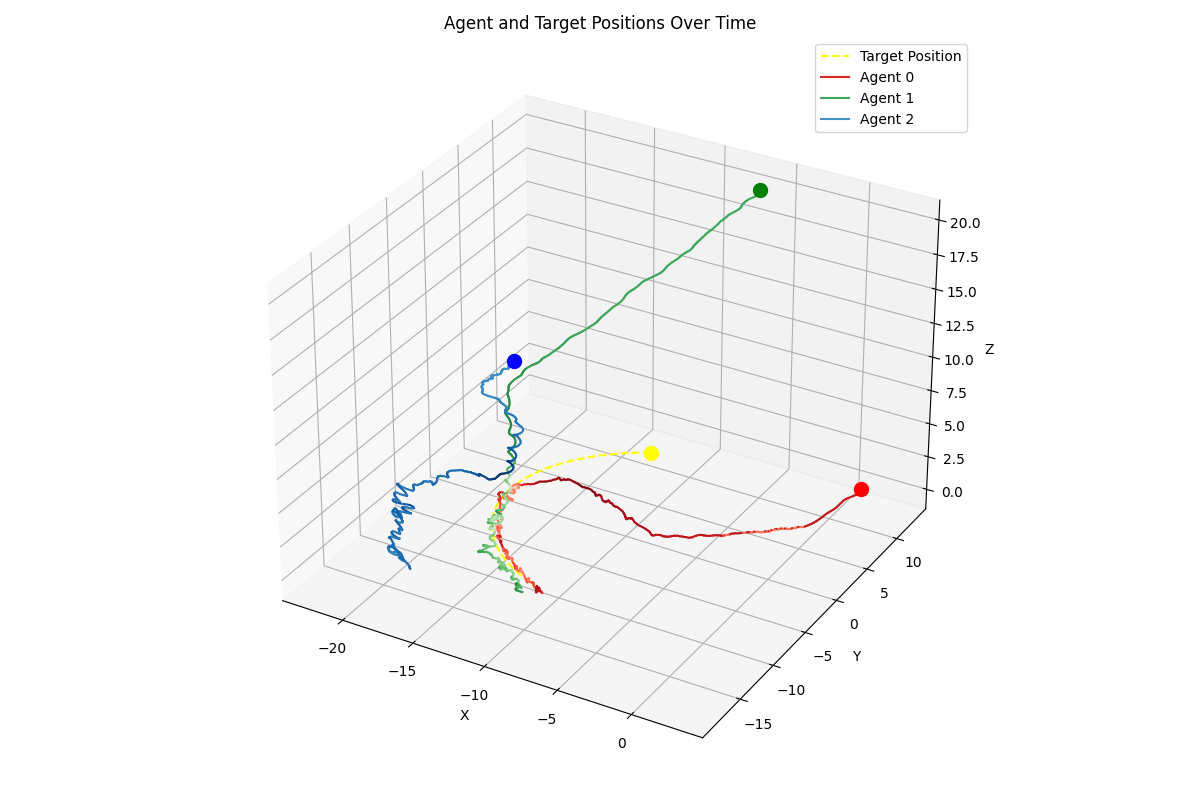 Agent and Target Positions Over Time
Target Position
Agent 0
Agent 1
Agent 2
20.0
17.5
15.0
12.5
10.0
7.5
5.0
2.5
0.0
Z
10
5
0
−5
−10
−15
Y
−20
−15
−10
−5
0
X